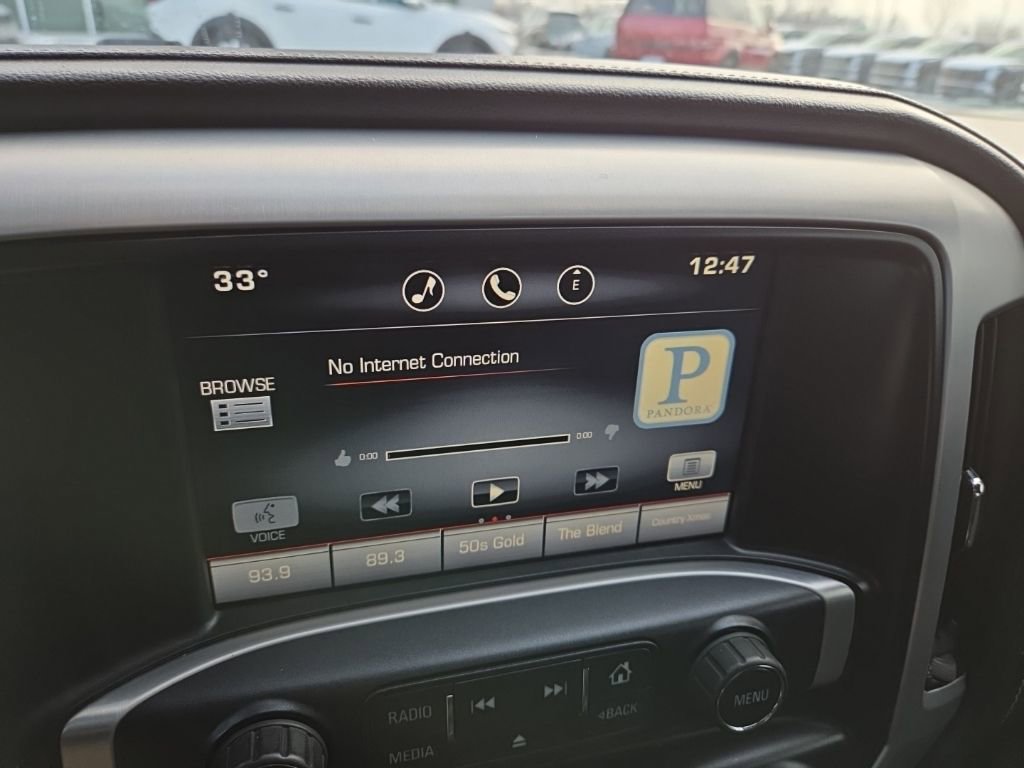 33°
E
12:47
No Internet Connection
BROWSE
P
PANDORA
0:00
0:00
MENU
VOICE
93.9
89.3
50s Gold
The Blend
Country Xmas
RADIO
BACK
MENU
MEDIA